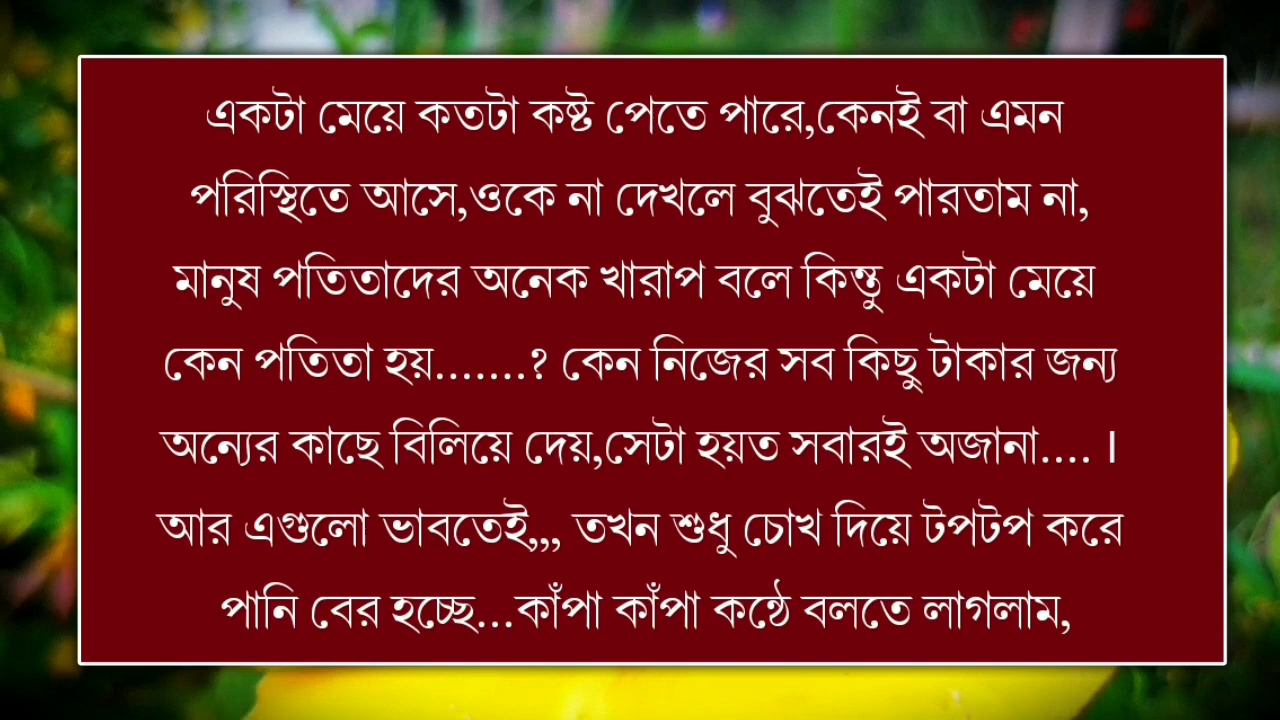 একটা মেয়ে কতটা কষ্ট পেতে পারে,কেনই বা এমন
পরিস্থিতে আসে,ওকে না দেখলে বুঝতেই পারতাম না,
মানুষ পতিতাদের অনেক খারাপ বলে কিন্তু একটা মেয়ে
কেন পতিতা হয়.......? কেন নিজের সব কিছু টাকার জন্য
অন্যের কাছে বিলিয়ে দেয়,সেটা হয়ত সবারই অজানা.... ।
আর এগুলো ভাবতেই,,, তখন শুধু চোখ দিয়ে টপটপ করে
পানি বের হচ্ছে...কাঁপা কাঁপা কন্ঠে বলতে লাগলাম,